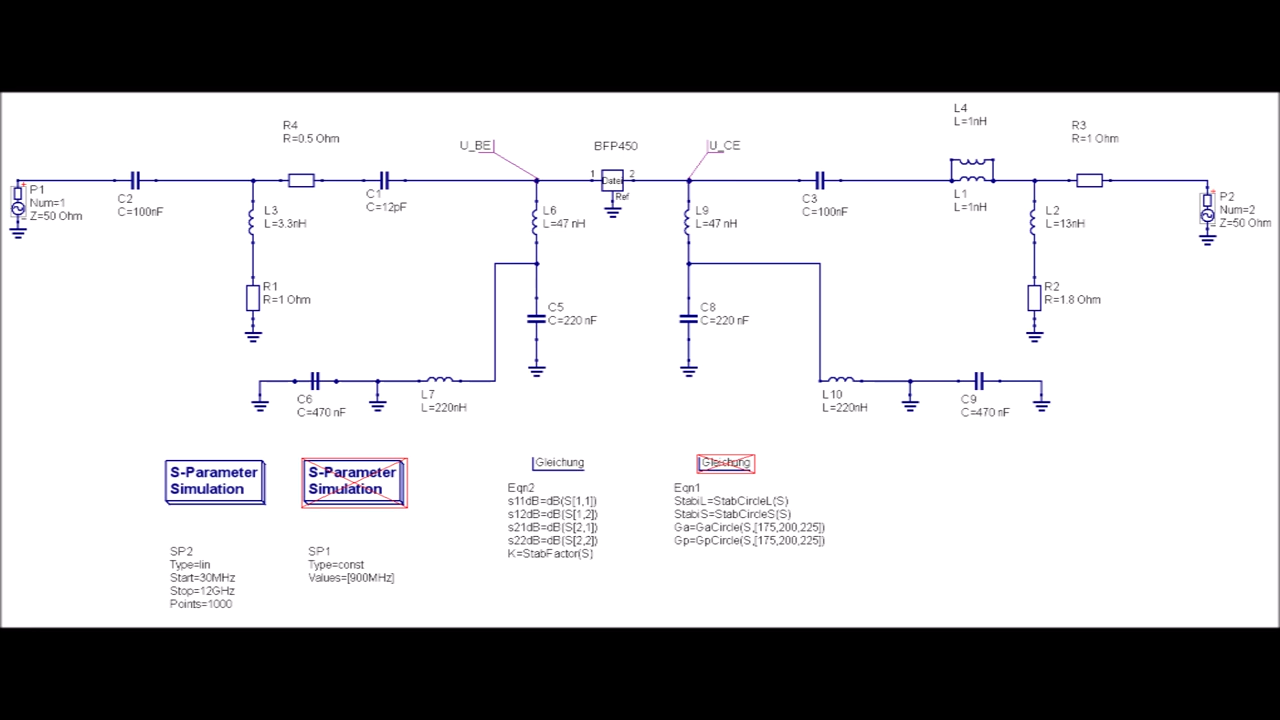 L4
L=1nH
R4
R=0.5 Ohm
R3
R=1 Ohm
U_BE
BFP450
U_CE
1
Datei
2
Ref
P1
Num=1
Z=50 Ohm
C2
C=100nF
C1
C=12pF
C3
C=100nF
L1
L=1nH
P2
Num=2
Z=50 Ohm
L3
L=3.3nH
L6
L=47 nH
L9
L=47 nH
L2
L=13nH
R1
R=1 Ohm
R2
R=1.8 Ohm
C5
C=220 nF
C8
C=220 nF
C6
C=470 nF
L7
L=220nH
L10
L=220nH
C9
C=470 nF
S-Parameter
Simulation
S-Parameter
Simulation
Gleichung
Gleichung
Eqn2
s11dB=dB(S[1,1])
s12dB=dB(S[1,2])
s21dB=dB(S[2,1])
s22dB=dB(S[2,2])
K=StabFactor(S)
Eqn1
StabiL=StabCircleL(S)
StabiS=StabCircleS(S)
Ga=GaCircle(S,[175,200,225])
Gp=GpCircle(S,[175,200,225])
SP2
Type=lin
Start=30MHz
Stop=12GHz
Points=1000
SP1
Type=const
Values=[900MHz]